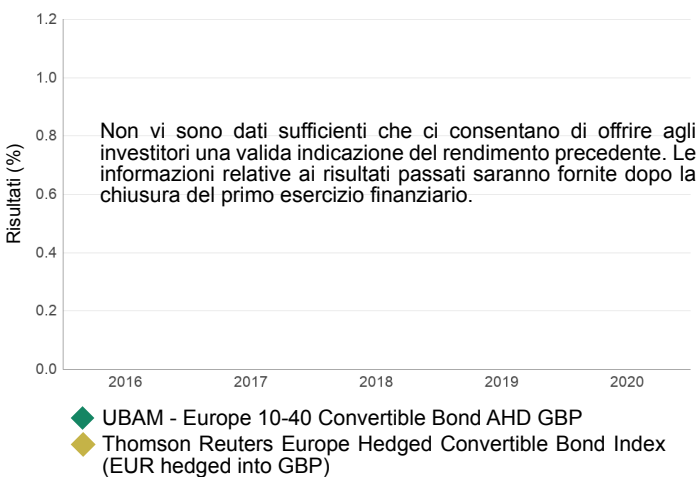 1.2
1.0
0.8
0.6
0.4
0.2
0.0
Risultati (%)
Non vi sono dati sufficienti che ci consentano di offrire agli
investitori una valida indicazione del rendimento precedente. Le
informazioni relative ai risultati passati saranno fornite dopo la
chiusura del primo esercizio finanziario.
2016 2017 2018 2019 2020
UBAM - Europe 10-40 Convertible Bond AHD GBP
Thomson Reuters Europe Hedged Convertible Bond Index
(EUR hedged into GBP)